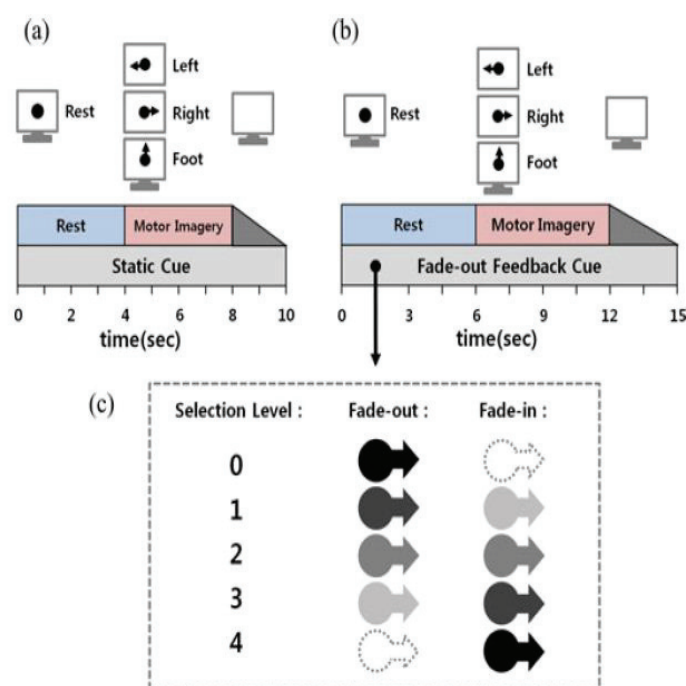 (a)
Left
Rest
Right
Foot
Rest
Motor Imagery
Static Cue
0 2 4 6 8 10
time(sec)
(b)
Left
Rest
Right
Foot
Rest
Motor Imagery
Fade-out Feedback Cue
0 3 6 9 12 15
time(sec)
(c)
Selection Level : Fade-out : Fade-in :
0
1
2
3
4